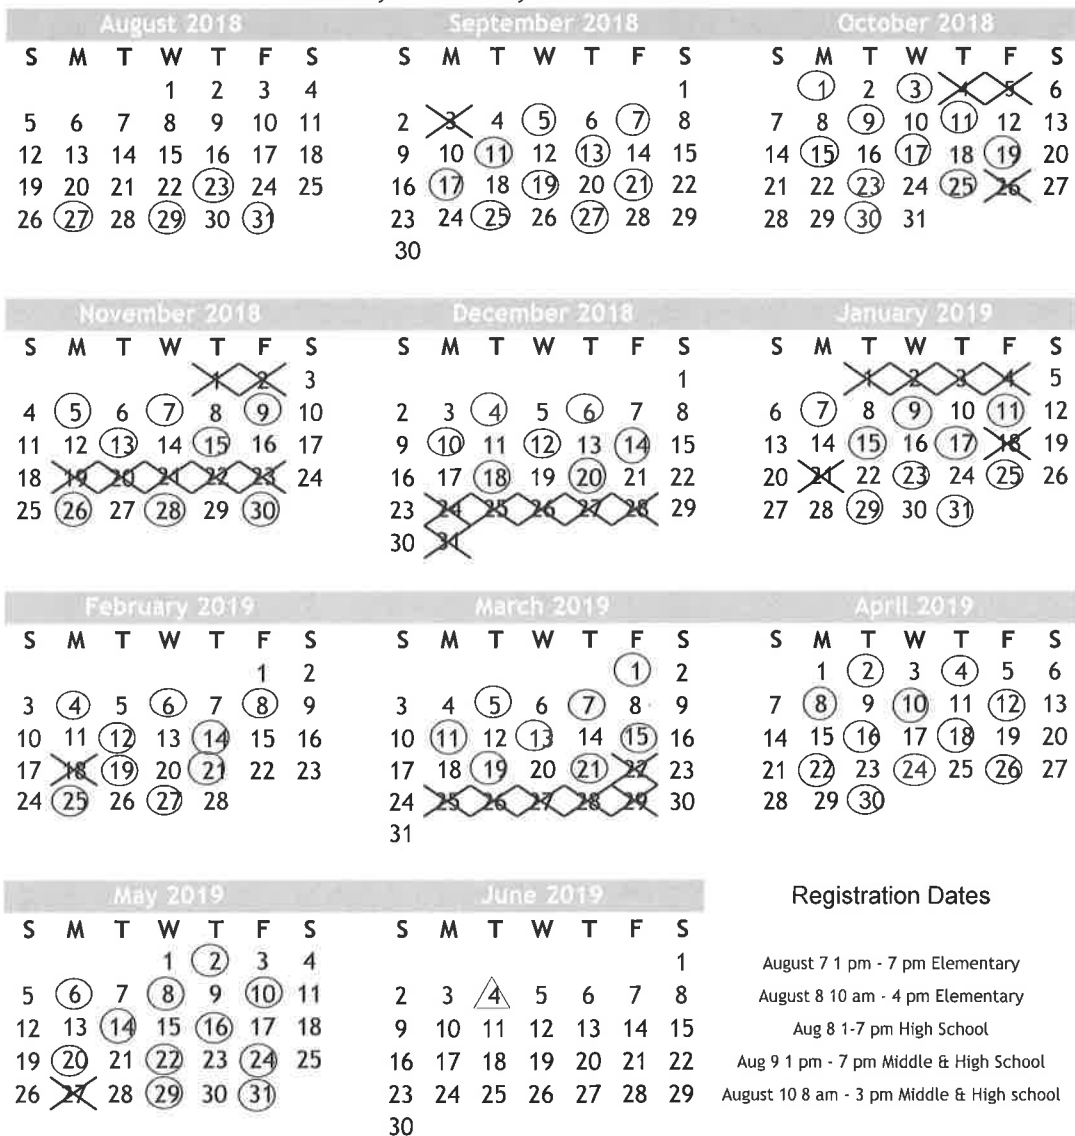 August 2018 September 2018 October 2018
S M T W T F S S M T W T F S S M T W T F S
1 2 3 4 1 1 2 3 4 5 6
5 6 7 8 9 10 11 2 3 4 5 6 7 8 7 8 9 10 11 12 13
12 13 14 15 16 17 18 9 10 11 12 13 14 15 14 15 16 17 18 19 20
19 20 21 22 23 24 25 16 17 18 19 20 21 22 21 22 23 24 25 26 27
26 27 28 29 30 31 23 24 25 26 27 28 29 28 29 30 31
30
November 2018 December 2018 January 2019
S M T W T F S S M T W T F S S M T W T F S
1 2 3 1 1 2 3 4 5
4 5 6 7 8 9 10 2 3 4 5 6 7 8 6 7 8 9 10 11 12
11 12 13 14 15 16 17 9 10 11 12 13 14 15 13 14 15 16 17 18 19
18 19 20 21 22 23 24 16 17 18 19 20 21 22 20 21 22 23 24 25 26
25 26 27 28 29 30 23 24 25 26 27 28 29 27 28 29 30 31
30 31
February 2019 March 2019 April 2019
S M T W T F S S M T W T F S S M T W T F S
1 2 1 2 1 2 3 4 5 6
3 4 5 6 7 8 9 3 4 5 6 7 8 9 7 8 9 10 11 12 13
10 11 12 13 14 15 16 10 11 12 13 14 15 16 14 15 16 17 18 19 20
17 18 19 20 21 22 23 17 18 19 20 21 22 23 21 22 23 24 25 26 27
24 25 26 27 28 24 25 26 27 28 29 30 28 29 30
31
May 2019 June 2019 Registration Dates
S M T W T F S S M T W T F S
1 2 3 4 1 August 7 1 pm - 7 pm Elementary
5 6 7 8 9 10 11 2 3 4 5 6 7 8 August 8 10 am - 4 pm Elementary
12 13 14 15 16 17 18 9 10 11 12 13 14 15 Aug 8 1-7 pm High School
19 20 21 22 23 24 25 16 17 18 19 20 21 22 Aug 9 1 pm - 7 pm Middle & High School
26 27 28 29 30 31 23 24 25 26 27 28 29 August 10 8 am - 3 pm Middle & High school
30